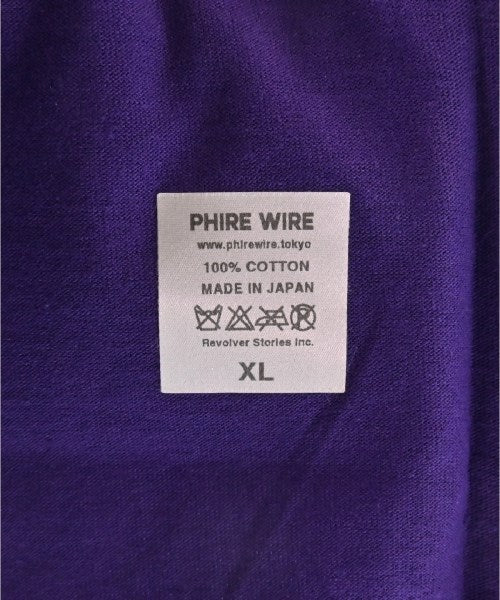 PHIRE WIRE
www.phirewire.tokyo
100% COTTON
MADE IN JAPAN
Revolver Stories Inc.
XL